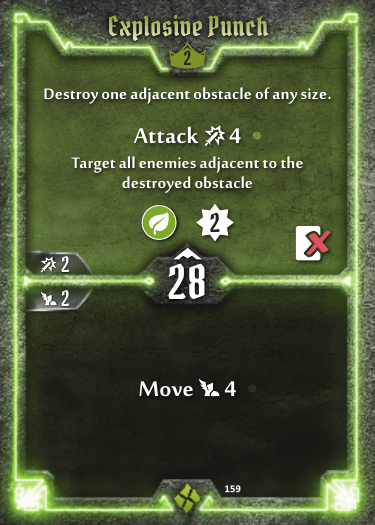 Explosive Punch
2
Destroy one adjacent obstacle of any size.
Attack 4
Target all enemies adjacent to the
destroyed obstacle
2
2
28
2
Move 4
159